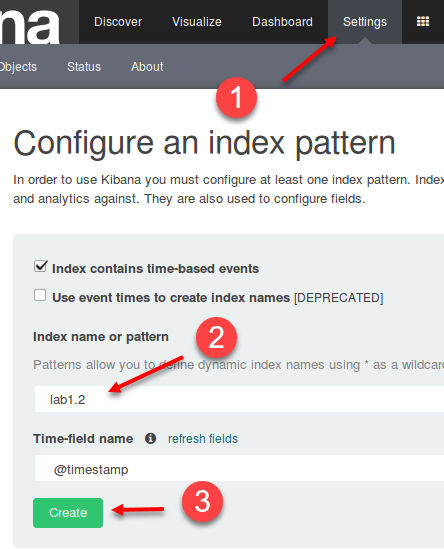 na Discover Visualize Dashboard Settings
Objects Status About
1
Configure an index pattern
In order to use Kibana you must configure at least one index pattern. Index
and analytics against. They are also used to configure fields.
Index contains time-based events
Use event times to create index names [DEPRECATED]
Index name or pattern
2
Patterns allow you to define dynamic index names using * as a wildcard
lab1.2
Time-field name refresh fields
@timestamp
3
Create